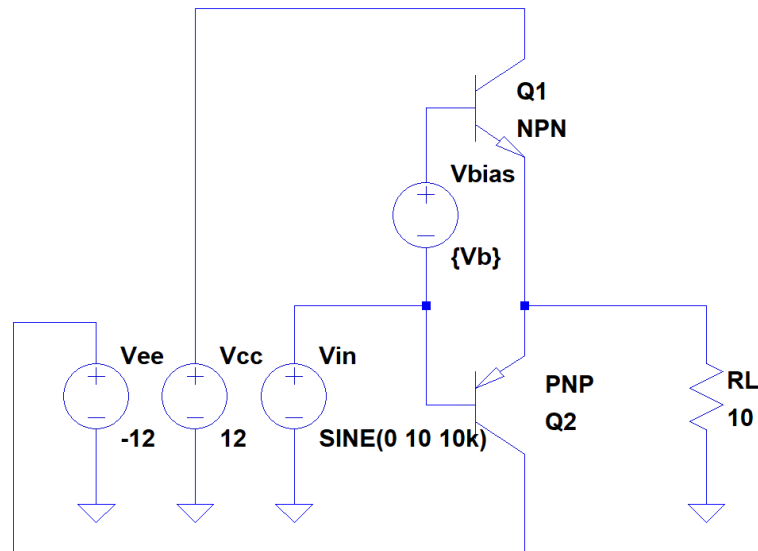 Q1
NPN
Vbias
+
−
{Vb}
Vee
Vcc
Vin
+
+
+
−
−
−
-12
12
SINE(0 10 10k)
PNP
Q2
RL
10